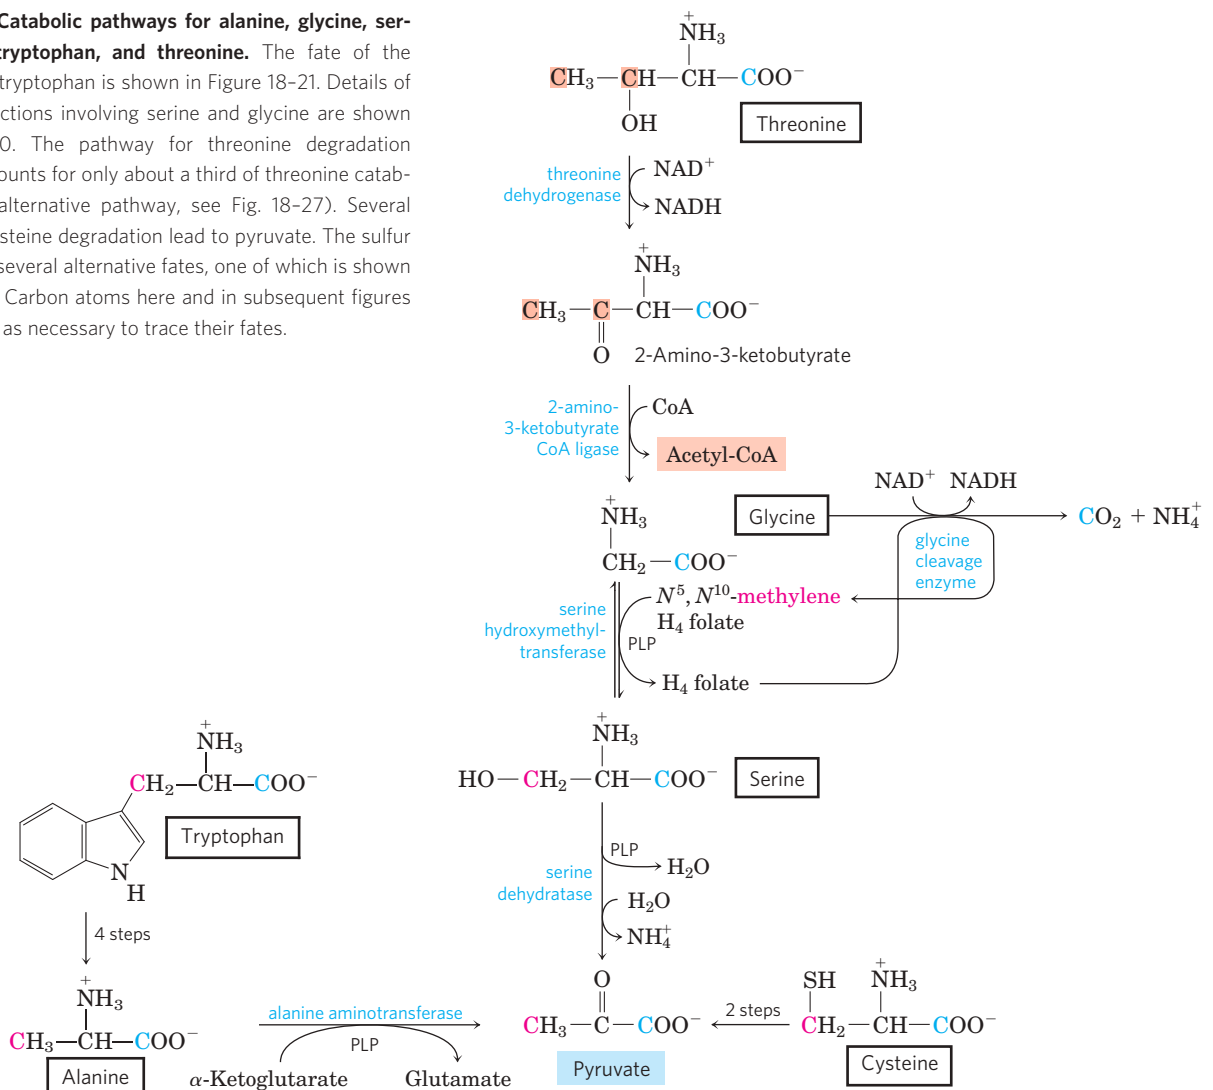 Catabolic pathways for alanine, glycine, ser-
tryptophan, and threonine. The fate of the
tryptophan is shown in Figure 18–21. Details of
ctions involving serine and glycine are shown
0. The pathway for threonine degradation
ounts for only about a third of threonine catab-
alternative pathway, see Fig. 18–27). Several
steine degradation lead to pyruvate. The sulfur
several alternative fates, one of which is shown
Carbon atoms here and in subsequent figures
as necessary to trace their fates.
+
NH₃
CH₃—CH—CH—COO⁻
OH
Threonine
threonine
dehydrogenase
NAD⁺
NADH
+
NH₃
CH₃—C—CH—COO⁻
O
2-Amino-3-ketobutyrate
2-amino-
3-ketobutyrate
CoA ligase
CoA
Acetyl-CoA
+
NH₃
CH₂—COO⁻
Glycine
NAD⁺ NADH
CO₂ + NH₄⁺
glycine
cleavage
enzyme
serine
hydroxymethyl-
transferase
PLP
N⁵, N¹⁰-methylene
H₄ folate
H₄ folate
+
NH₃
HO—CH₂—CH—COO⁻
Serine
serine
dehydratase
PLP
H₂O
H₂O
NH₄⁺
+
NH₃
CH₂—CH—COO⁻
N
H
Tryptophan
4 steps
+
NH₃
CH₃—CH—COO⁻
Alanine
alanine aminotransferase
PLP
α-Ketoglutarate
Glutamate
O
CH₃—C—COO⁻
Pyruvate
2 steps
SH
+
NH₃
CH₂—CH—COO⁻
Cysteine